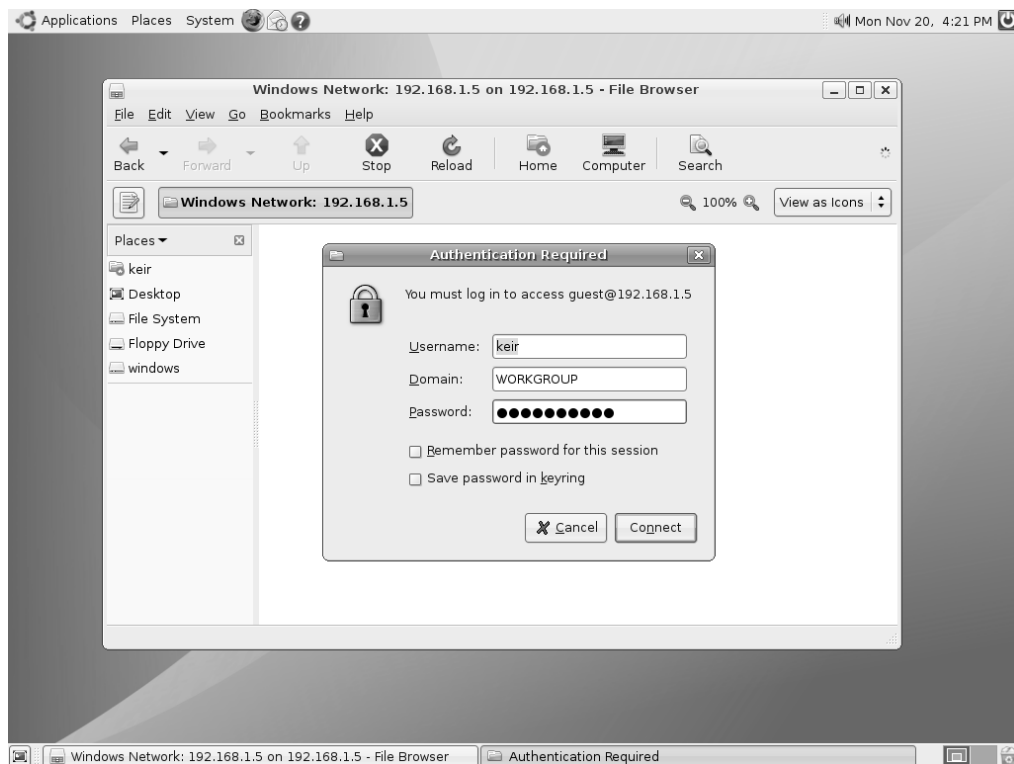 Applications Places System Mon Nov 20, 4:21 PM
Windows Network: 192.168.1.5 on 192.168.1.5 - File Browser
File Edit View Go Bookmarks Help
Back Forward Up Stop Reload Home Computer Search
Windows Network: 192.168.1.5 100% View as Icons
Places
keir
Desktop
File System
Floppy Drive
windows
Authentication Required
You must log in to access guest@192.168.1.5
Username: keir
Domain: WORKGROUP
Password: ●●●●●●●●●●
Remember password for this session
Save password in keyring
Cancel Connect
Windows Network: 192.168.1.5 on 192.168.1.5 - File Browser Authentication Required